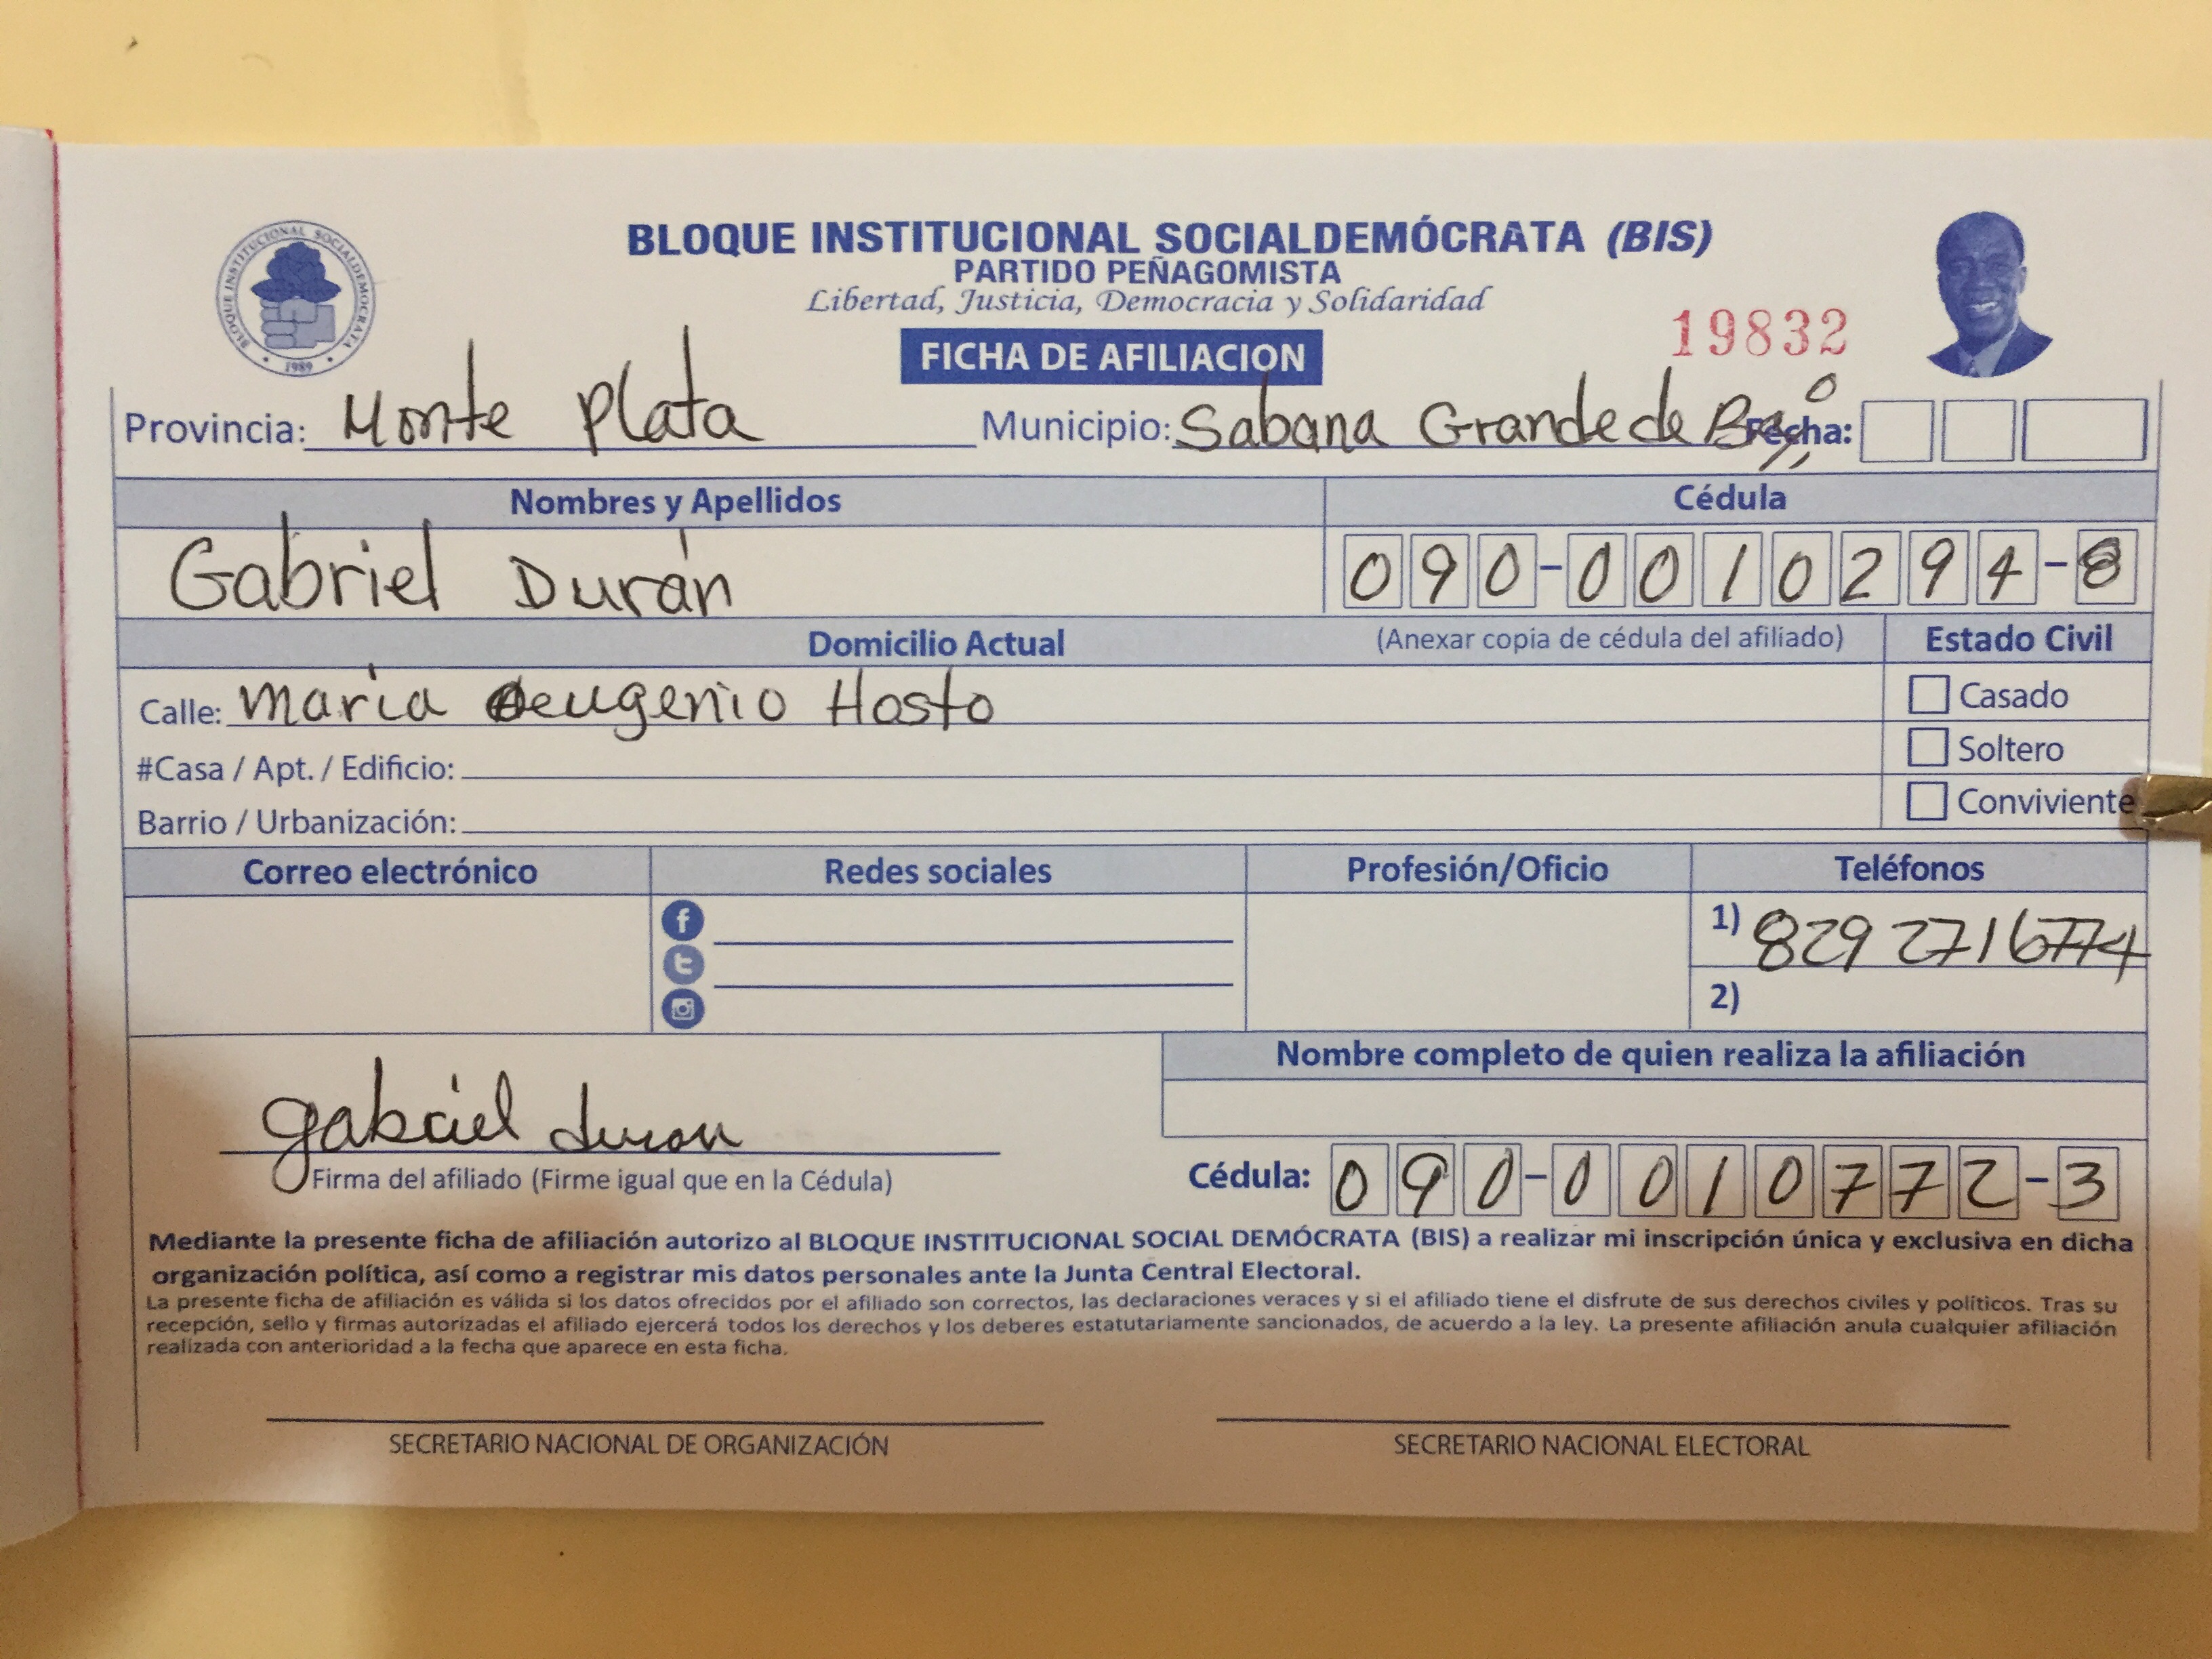 BLOQUE INSTITUCIONAL SOCIALDEMÓCRATA (BIS)
PARTIDO PEÑAGOMISTA
Libertad, Justicia, Democracia y Solidaridad
BLOQUE INSTITUCIONAL SOCIALDEMOCRATA
1989
19832
FICHA DE AFILIACION
Provincia: Monte Plata Municipio: Sabana Grande de Fecha:
Nombres y Apellidos Cédula
Gabriel Durán 090-0010294-8
Domicilio Actual (Anexar copia de cédula del afiliado) Estado Civil
Calle: Maria eugenio Hosto Casado
#Casa / Apt. / Edificio: Soltero
Barrio / Urbanización: Conviviente
Correo electrónico Redes sociales Profesión/Oficio Teléfonos
1) 829 2716774
2)
Nombre completo de quien realiza la afiliación
gabriel duran
Firma del afiliado (Firme igual que en la Cédula) Cédula: 090-0010772-3
Mediante la presente ficha de afiliación autorizo al BLOQUE INSTITUCIONAL SOCIAL DEMÓCRATA (BIS) a realizar mi inscripción única y exclusiva en dicha
organización política, así como a registrar mis datos personales ante la Junta Central Electoral.
La presente ficha de afiliación es válida si los datos ofrecidos por el afiliado son correctos, las declaraciones veraces y si el afiliado tiene el disfrute de sus derechos civiles y políticos. Tras su
recepción, sello y firmas autorizadas el afiliado ejercerá todos los derechos y los deberes estatutariamente sancionados, de acuerdo a la ley. La presente afiliación anula cualquier afiliación
realizada con anterioridad a la fecha que aparece en esta ficha.
SECRETARIO NACIONAL DE ORGANIZACIÓN SECRETARIO NACIONAL ELECTORAL